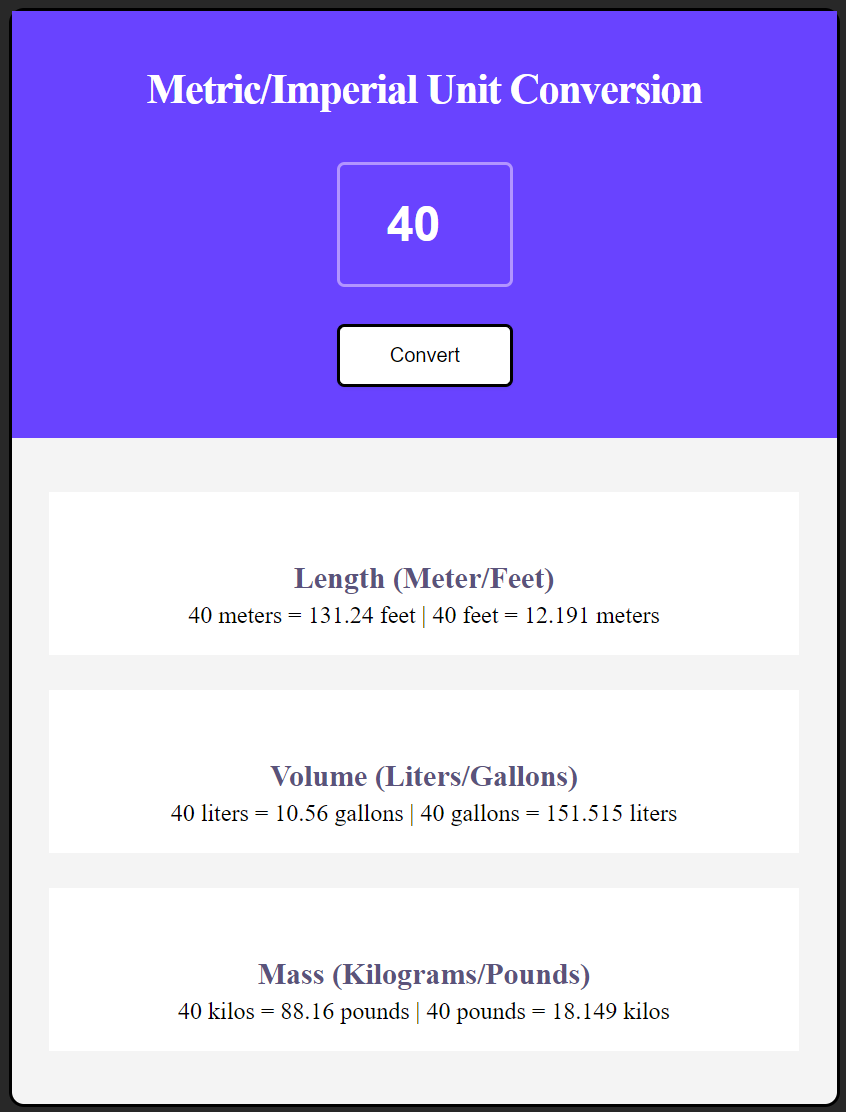 Metric/Imperial Unit Conversion
40
Convert
Length (Meter/Feet)
40 meters = 131.24 feet | 40 feet = 12.191 meters
Volume (Liters/Gallons)
40 liters = 10.56 gallons | 40 gallons = 151.515 liters
Mass (Kilograms/Pounds)
40 kilos = 88.16 pounds | 40 pounds = 18.149 kilos